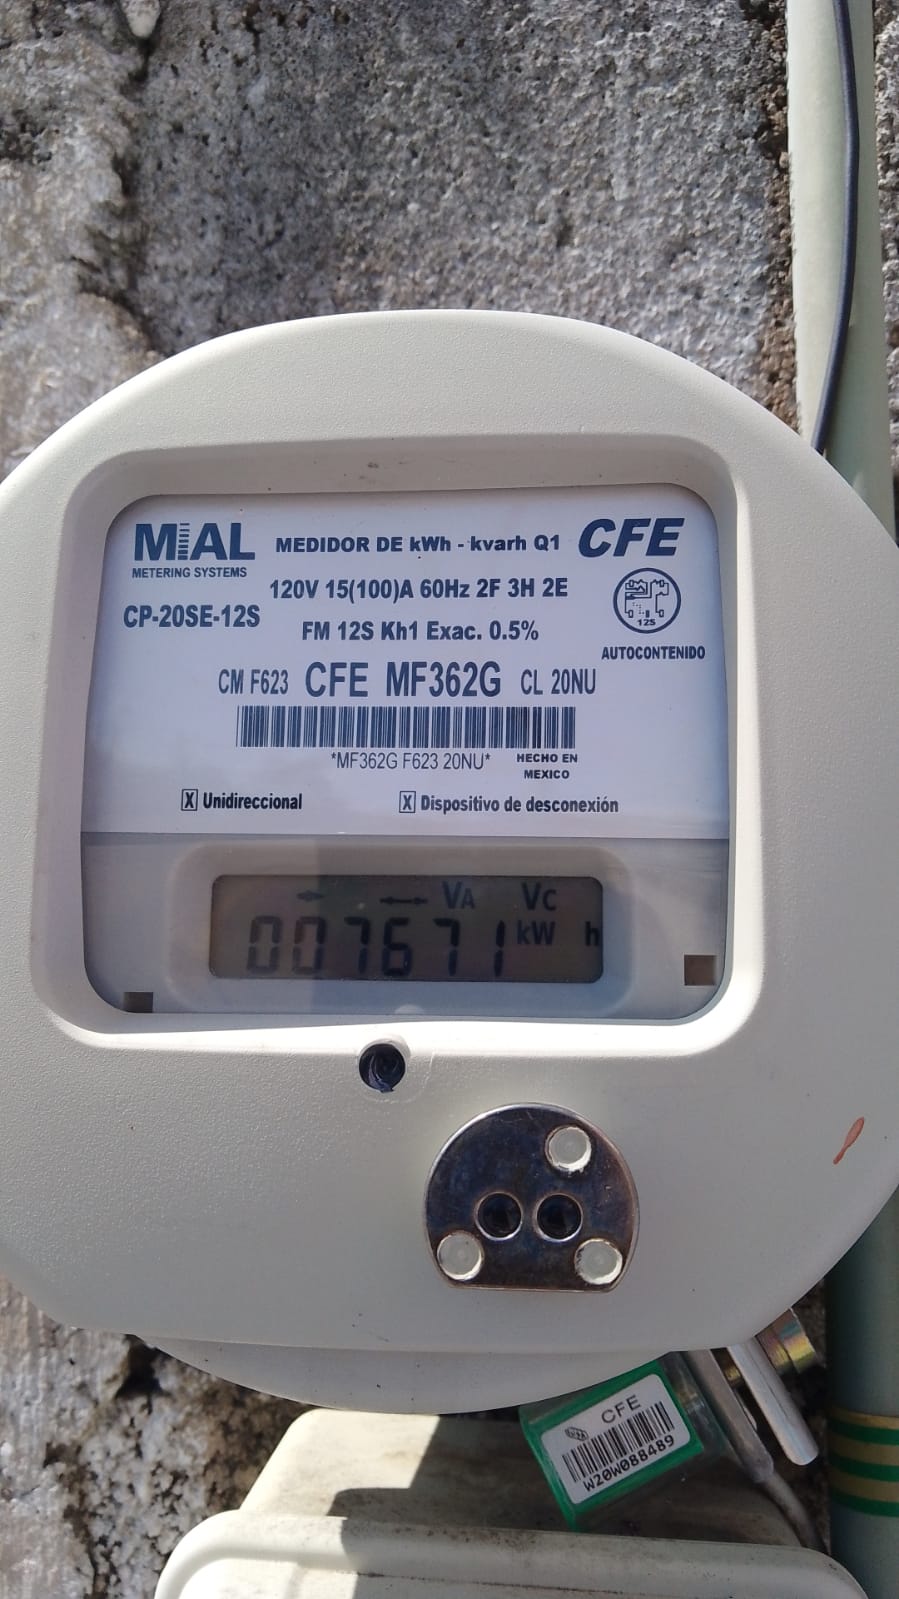 MIAL
METERING SYSTEMS
MEDIDOR DE kWh - kvarh Q1
CFE
120V 15(100)A 60Hz 2F 3H 2E
CP-20SE-12S
FM 12S Kh1 Exac. 0.5%
12S
AUTOCONTENIDO
CM F623 CFE MF362G CL 20NU
*MF362G F623 20NU*
HECHO EN
MEXICO
X Unidireccional
X Dispositivo de desconexión
VA VC
007671 kW h
CFE
W20W088489